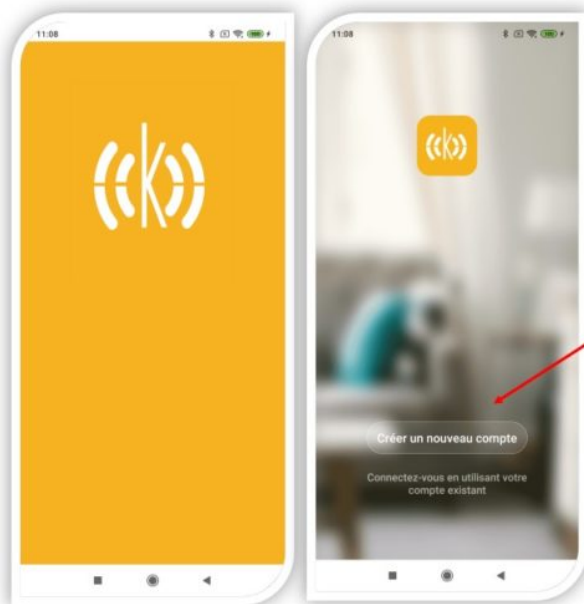 11:08
k
11:08
k
Créer un nouveau compte
Connectez-vous en utilisant votre
compte existant